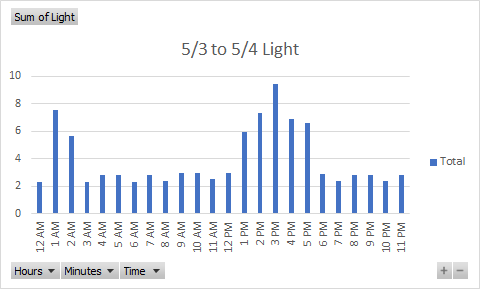 Sum of Light
5/3 to 5/4 Light
10
8
6
4
2
0
12 AM
1 AM
2 AM
3 AM
4 AM
5 AM
6 AM
7 AM
8 AM
9 AM
10 AM
11 AM
12 PM
1 PM
2 PM
3 PM
4 PM
5 PM
6 PM
7 PM
8 PM
9 PM
10 PM
11 PM
Total
Hours Minutes Time
+ −